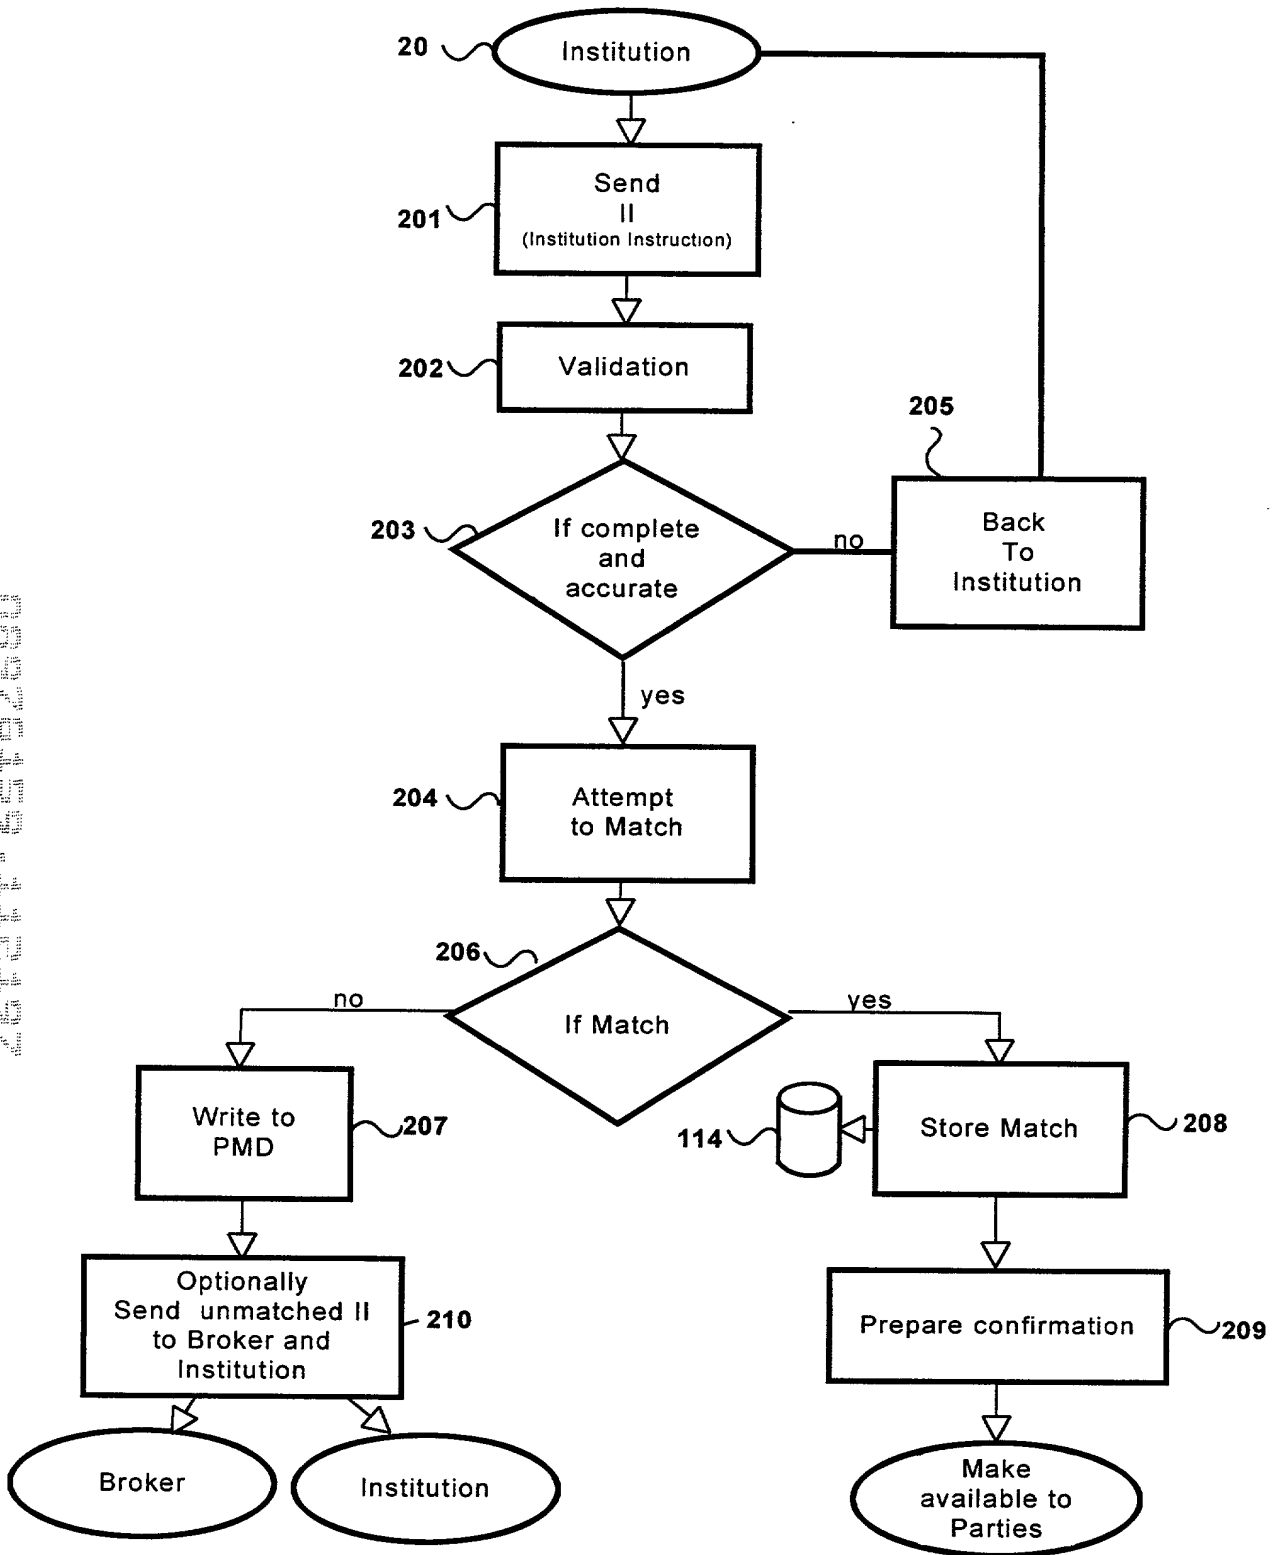 20
Institution
Send
II
(Institution Instruction)
201
Validation
202
205
203
If complete
and
accurate
no
Back
To
Institution
yes
204
Attempt
to Match
206
If Match
no
yes
Write to
PMD
207
114
Store Match
208
Optionally
Send unmatched II
to Broker and
Institution
210
Prepare confirmation
209
Broker
Institution
Make
available to
Parties